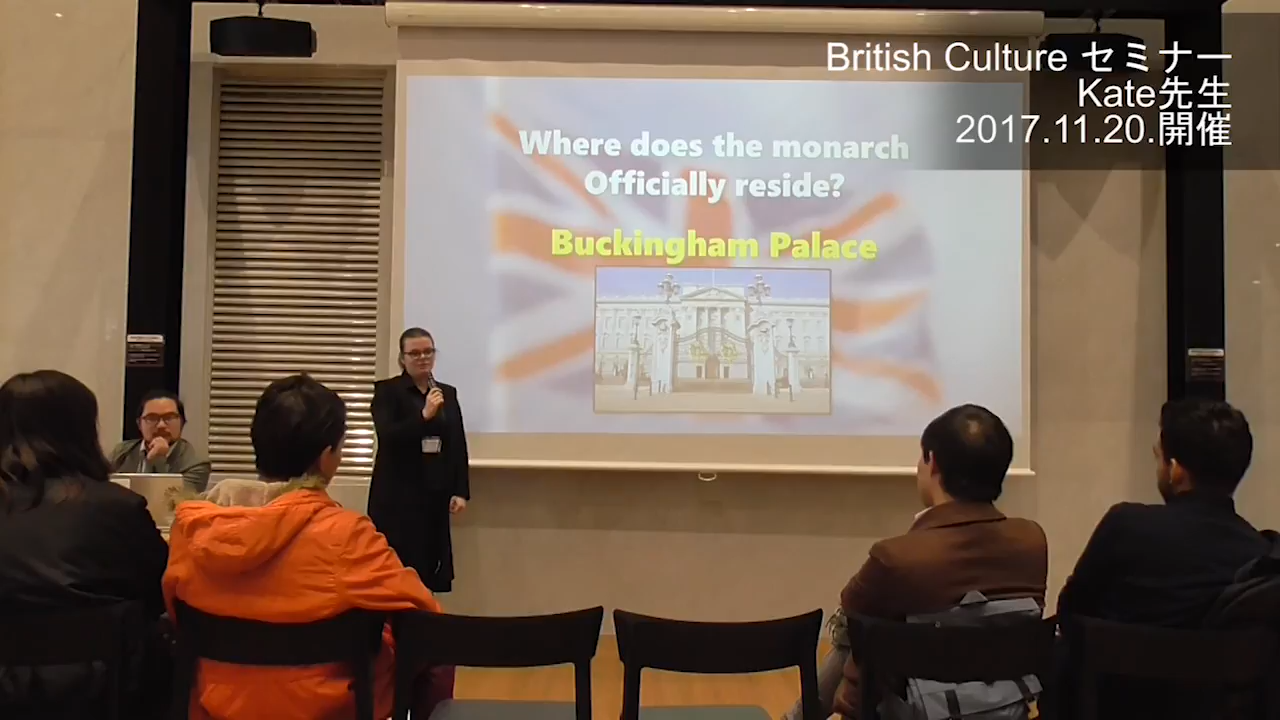 British Culture セミナー
Kate先生
2017.11.20.開催
Where does the monarch
Officially reside?
Buckingham Palace